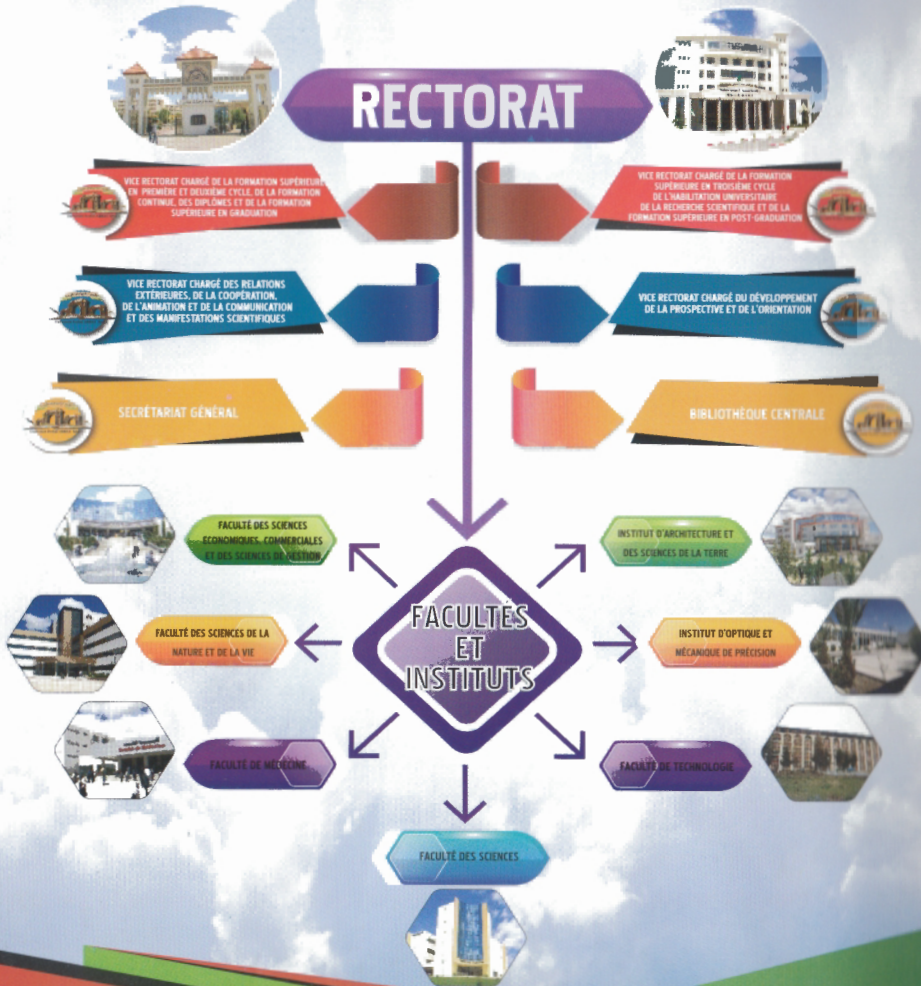 RECTORAT
VICE RECTORAT CHARGÉ DE LA FORMATION SUPÉRIEURE
EN PREMIÈRE ET DEUXIÈME CYCLE, DE LA FORMATION
CONTINUE, DES DIPLÔMES ET DE LA FORMATION
SUPÉRIEURE EN GRADUATION
VICE RECTORAT CHARGÉ DE LA FORMATION
SUPÉRIEURE EN TROISIÈME CYCLE
DE L'HABILITATION UNIVERSITAIRE
DE LA RECHERCHE SCIENTIFIQUE ET DE LA
FORMATION SUPÉRIEURE EN POST-GRADUATION
VICE RECTORAT CHARGÉ DES RELATIONS
EXTÉRIEURES, DE LA COOPÉRATION,
DE L'ANIMATION ET DE LA COMMUNICATION
ET DES MANIFESTATIONS SCIENTIFIQUES
VICE RECTORAT CHARGÉ DU DÉVELOPPEMENT
DE LA PROSPECTIVE ET DE L'ORIENTATION
SECRÉTARIAT GÉNÉRAL
BIBLIOTHÈQUE CENTRALE
FACULTÉ DES SCIENCES
ÉCONOMIQUES, COMMERCIALES
ET DES SCIENCES DE GESTION
INSTITUT D'ARCHITECTURE ET
DES SCIENCES DE LA TERRE
FACULTÉS
ET
INSTITUTS
FACULTÉ DES SCIENCES DE LA
NATURE ET DE LA VIE
INSTITUT D'OPTIQUE ET
MÉCANIQUE DE PRÉCISION
FACULTÉ DE MÉDECINE
FACULTÉ DE TECHNOLOGIE
FACULTÉ DES SCIENCES